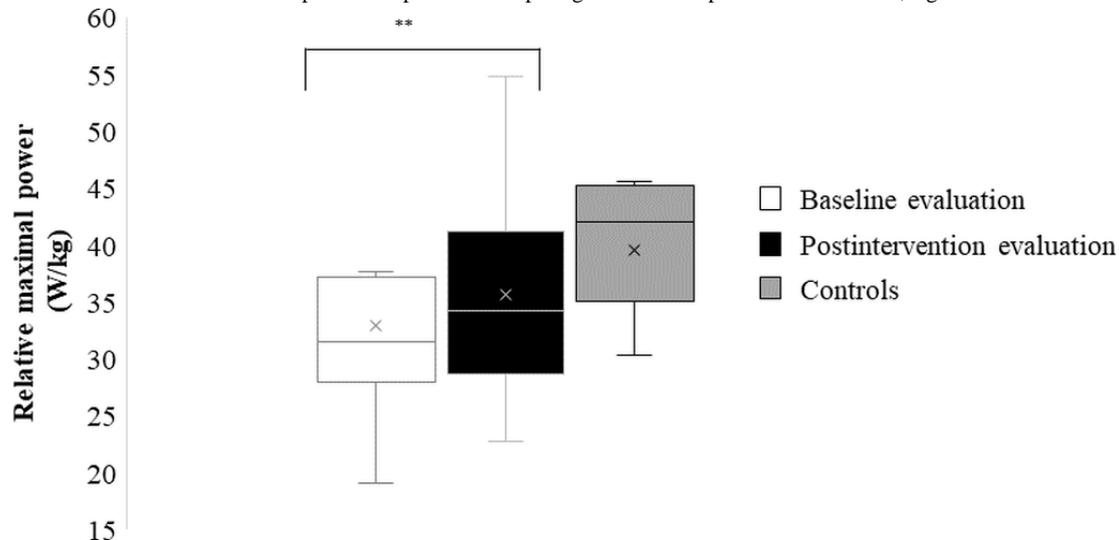 60
**
55
50
45
40
35
30
25
20
15
Relative maximal power
(W/kg)
Baseline evaluation
Postintervention evaluation
Controls